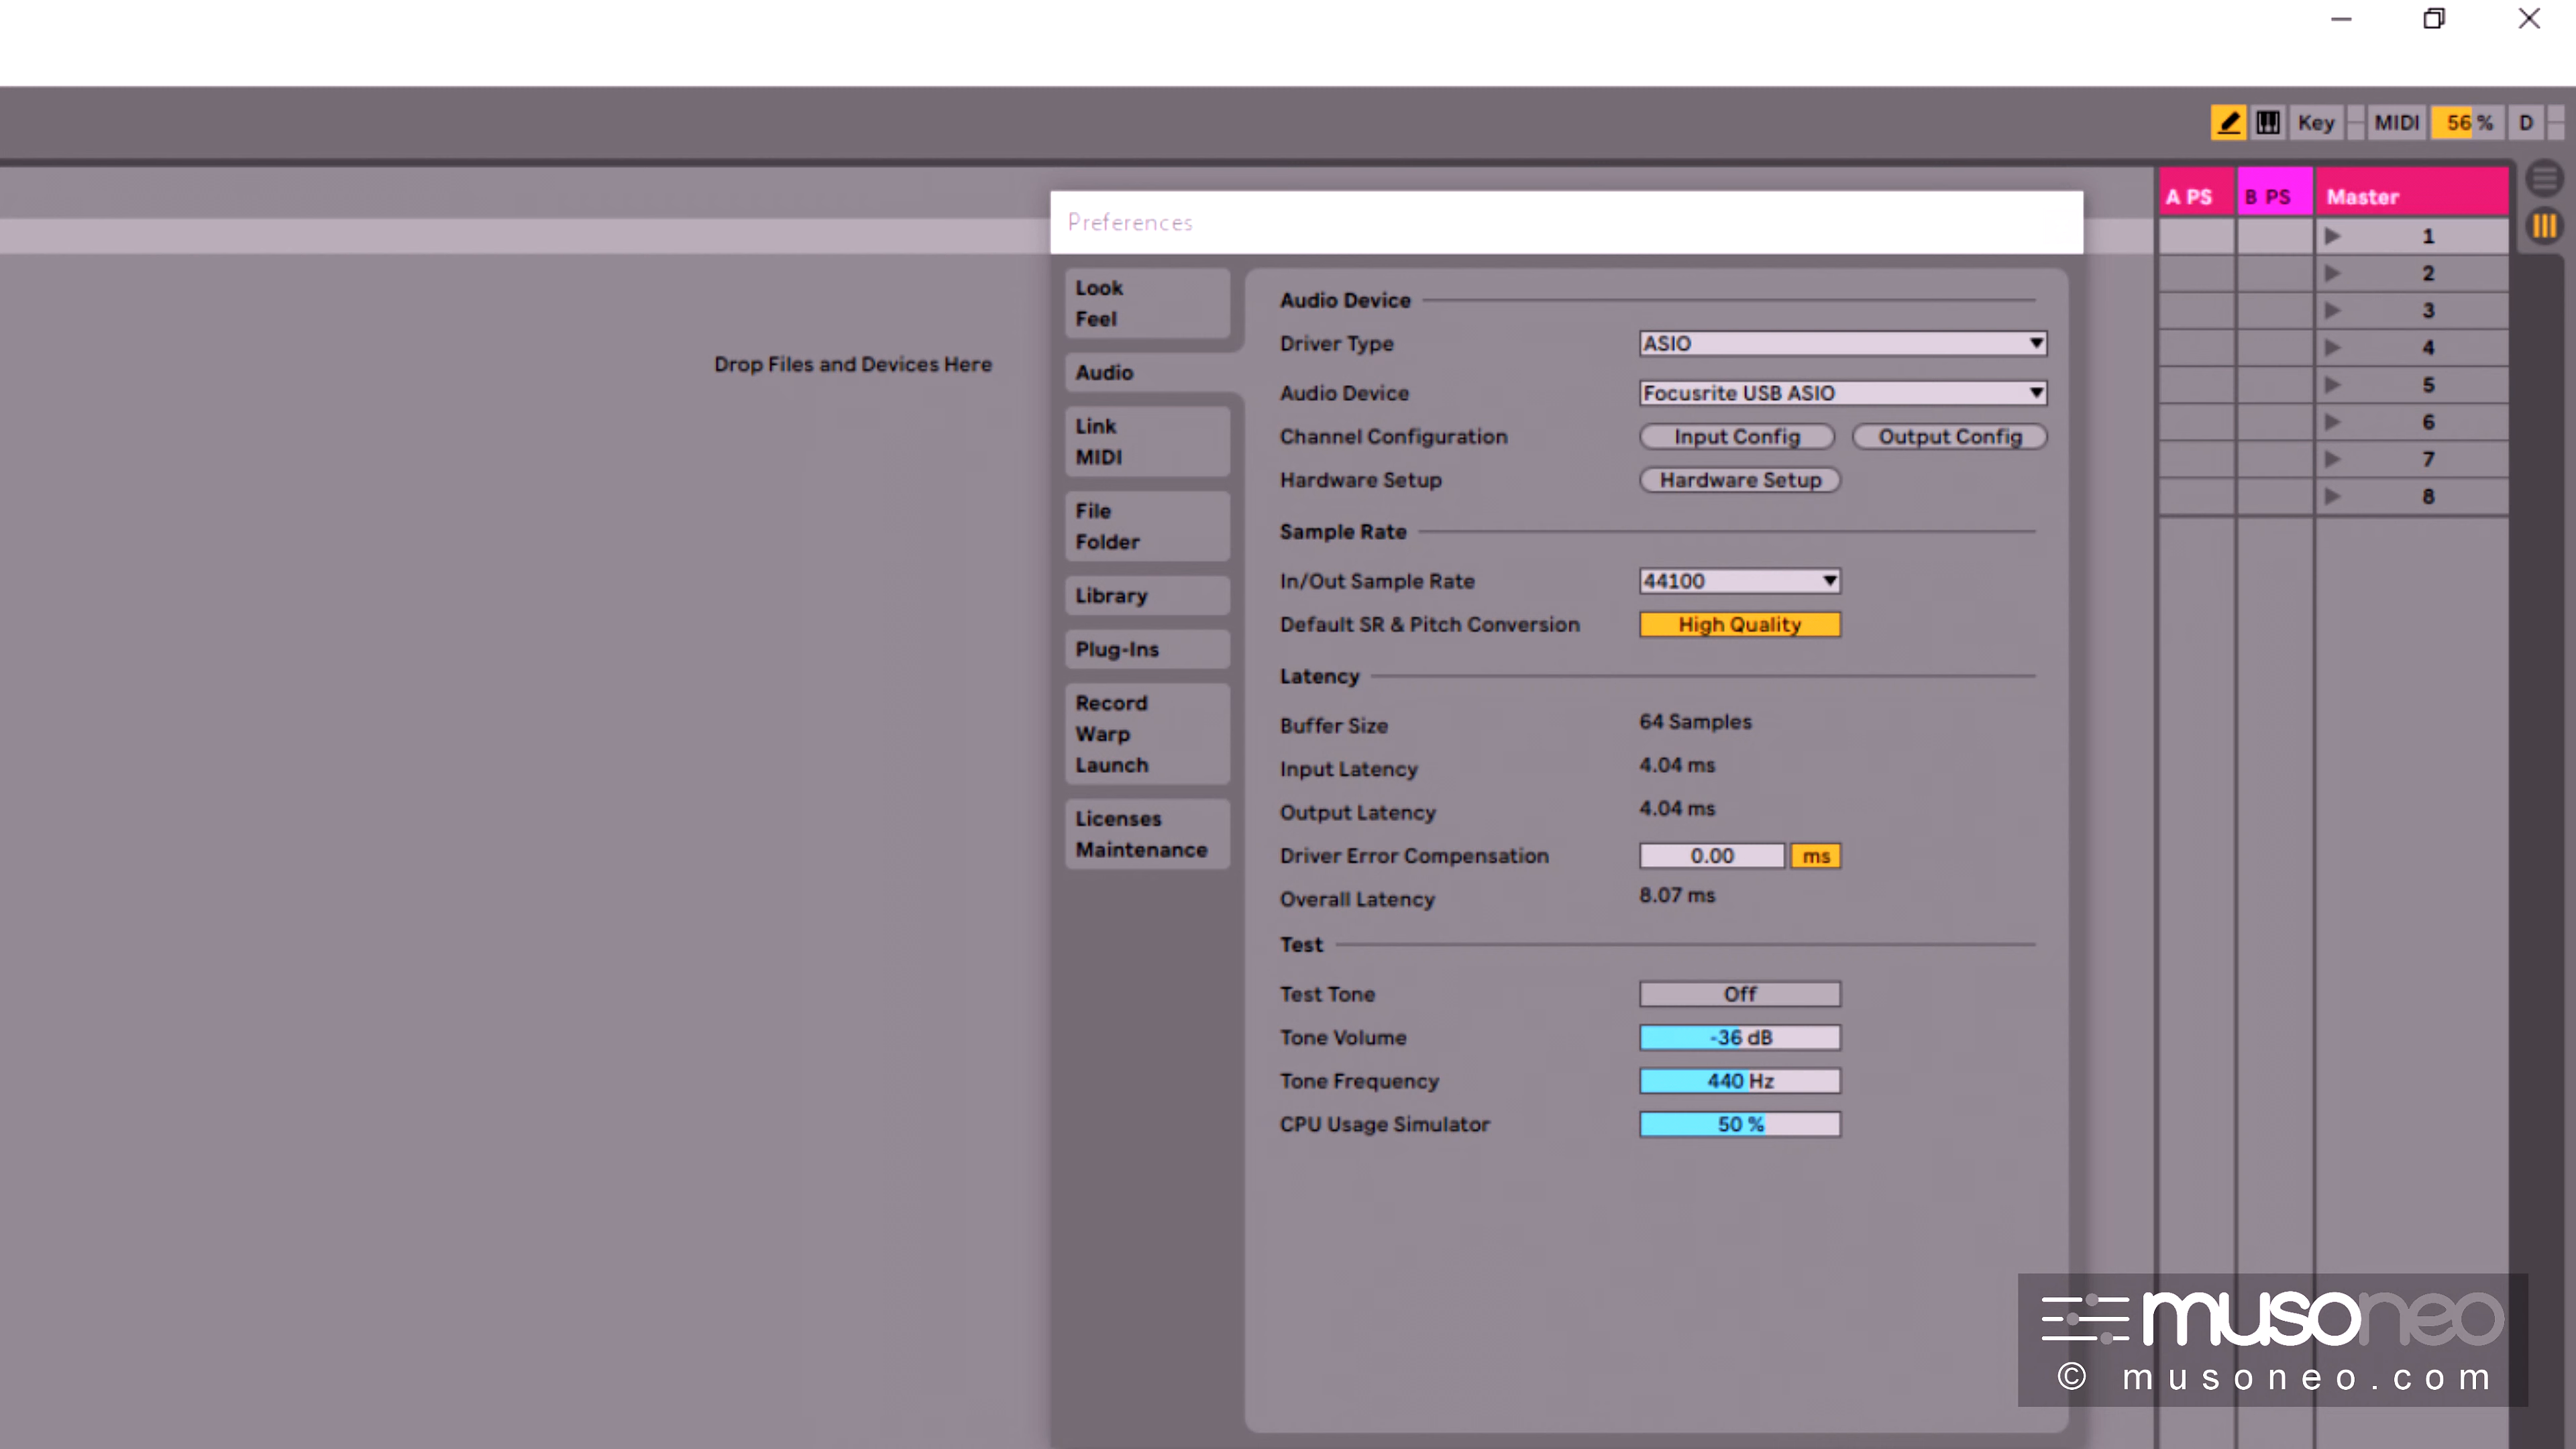 Key MIDI 56 % D
A PS B PS Master
Preferences
1
2
3
4
5
6
7
8
Drop Files and Devices Here
Look
Feel
Audio
Link
MIDI
File
Folder
Library
Plug-Ins
Record
Warp
Launch
Licenses
Maintenance
Audio Device
Driver Type ASIO
Audio Device Focusrite USB ASIO
Channel Configuration Input Config Output Config
Hardware Setup Hardware Setup
Sample Rate
In/Out Sample Rate 44100
Default SR & Pitch Conversion High Quality
Latency
Buffer Size 64 Samples
Input Latency 4.04 ms
Output Latency 4.04 ms
Driver Error Compensation 0.00 ms
Overall Latency 8.07 ms
Test
Test Tone Off
Tone Volume -36 dB
Tone Frequency 440 Hz
CPU Usage Simulator 50 %
musoneo
© musoneo.com